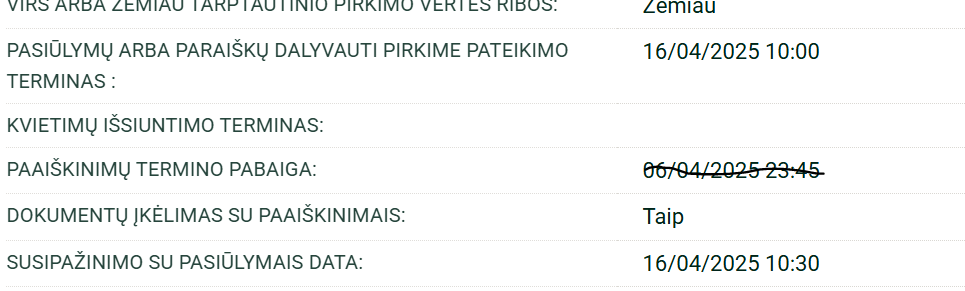 VIRŠ ARBA ŽEMIAU TARPTAUTINIO PIRKIMO VERTĖS RIBOS: Žemiau
PASIŪLYMŲ ARBA PARAIŠKŲ DALYVAUTI PIRKIME PATEIKIMO 16/04/2025 10:00
TERMINAS :
KVIETIMŲ IŠSIUNTIMO TERMINAS:
PAAIŠKINIMŲ TERMINO PABAIGA: 06/04/2025 23:45
DOKUMENTŲ ĮKĖLIMAS SU PAAIŠKINIMAIS: Taip
SUSIPAŽINIMO SU PASIŪLYMAIS DATA: 16/04/2025 10:30